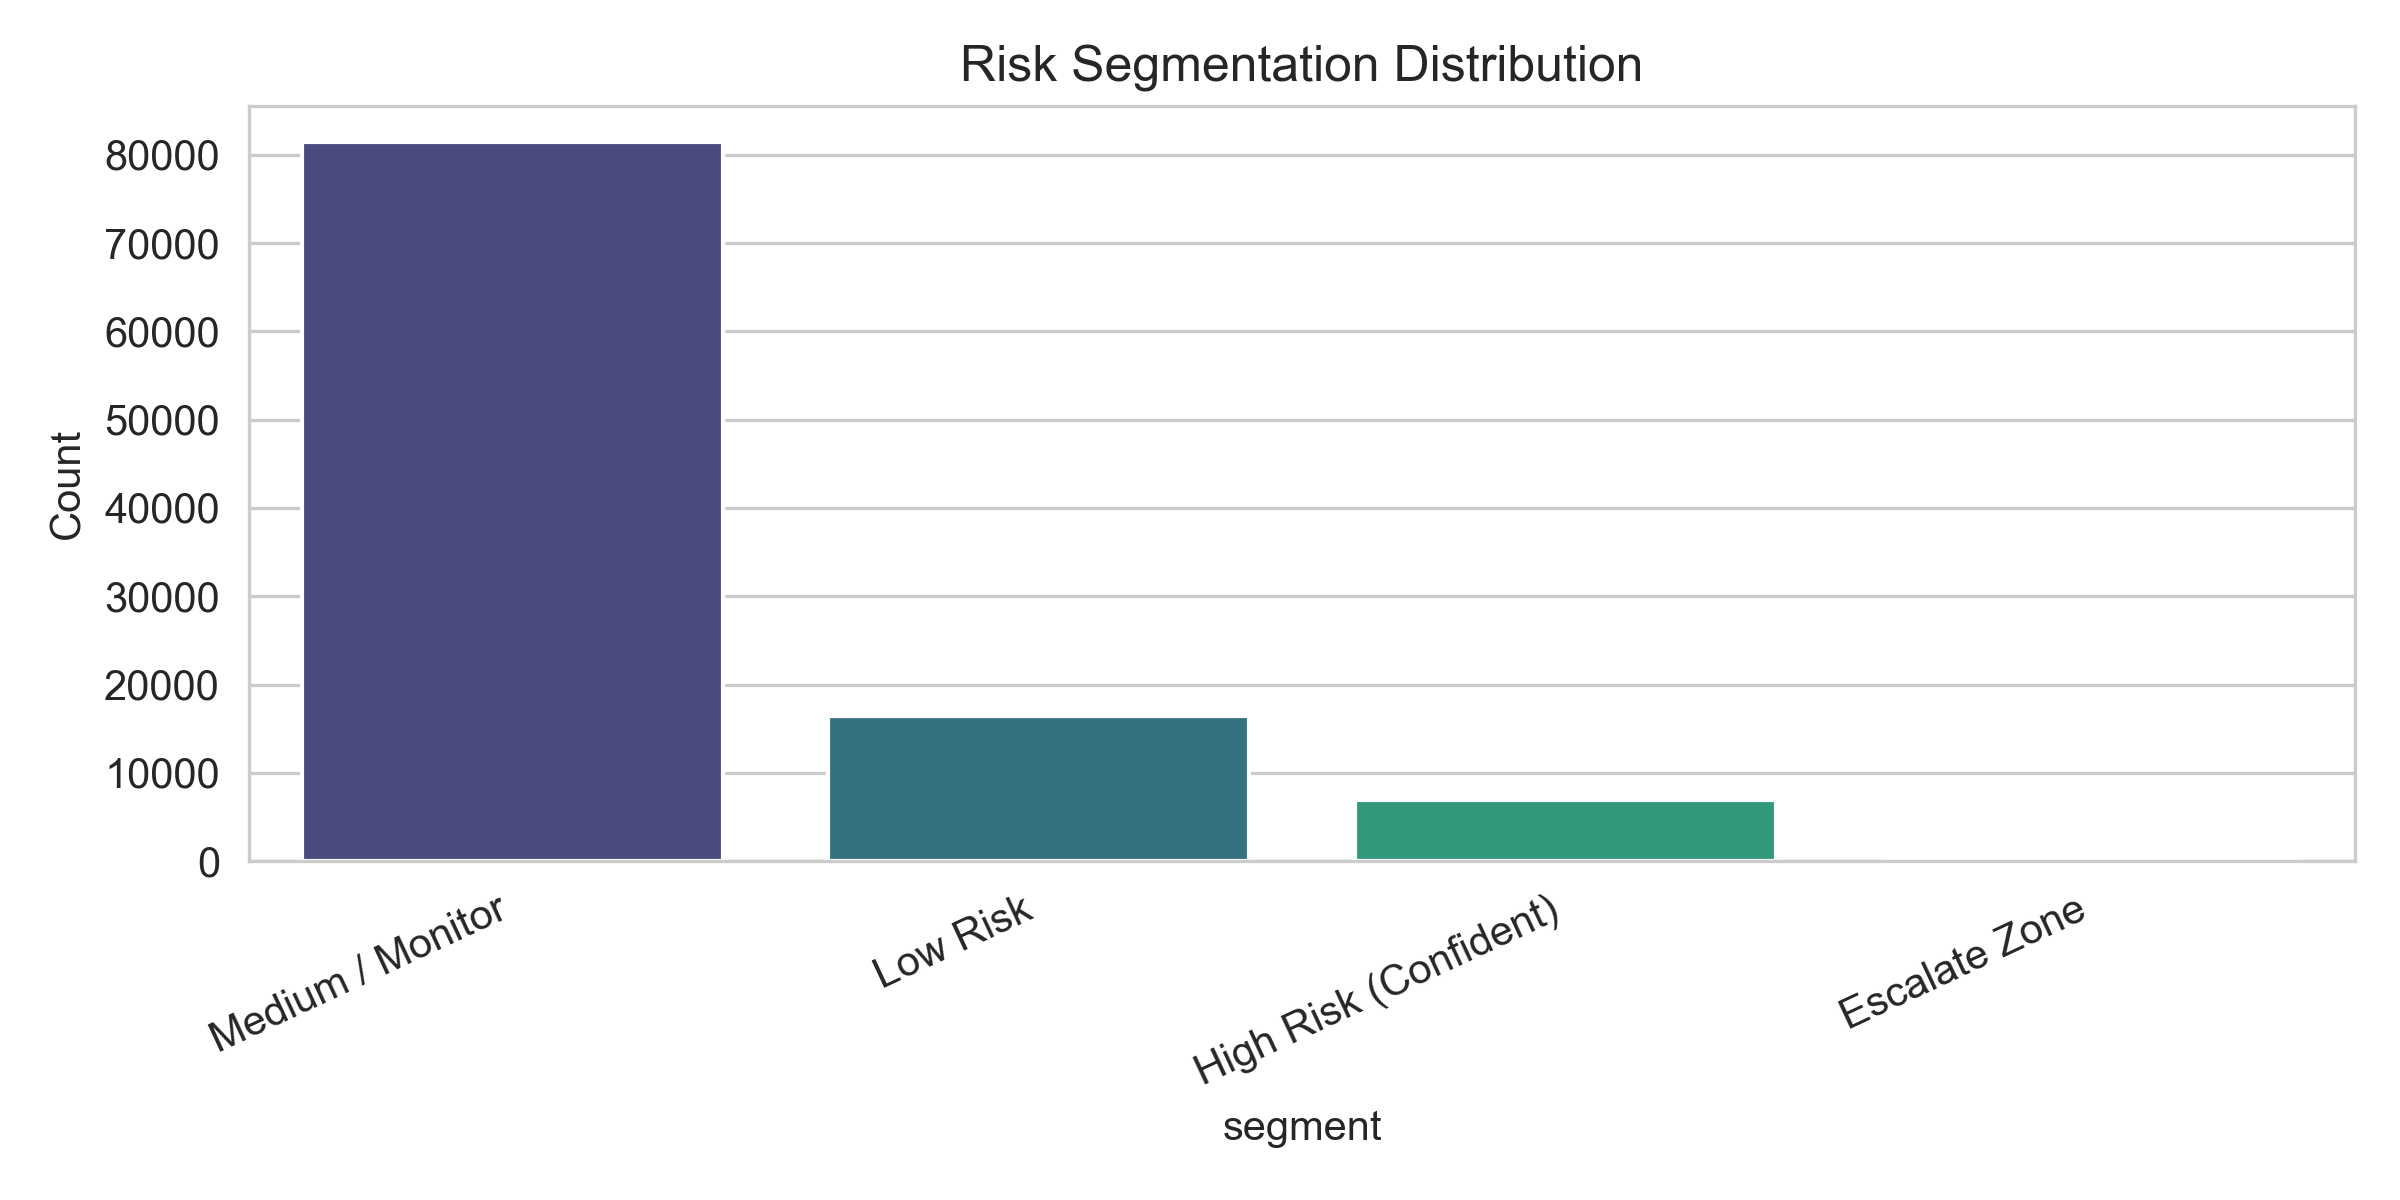 Risk Segmentation Distribution
Count
80000
70000
60000
50000
40000
30000
20000
10000
0
Medium / Monitor
Low Risk
High Risk (Confident)
Escalate Zone
segment